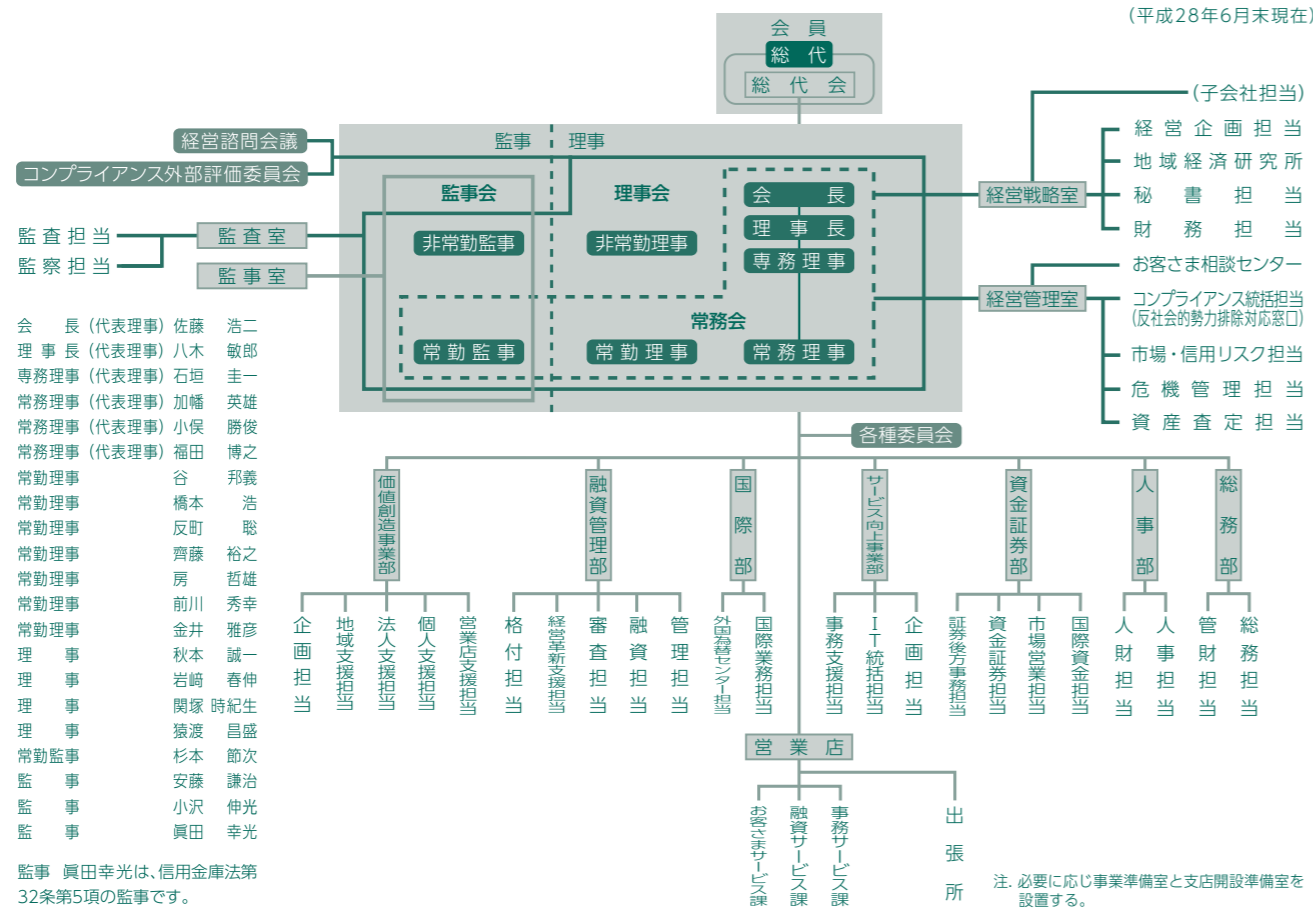 (平成28年6月末現在)
会員
総代
総代会
経営諮問会議
コンプライアンス外部評価委員会
監事
理事
監事会
理事会
会長
理事長
専務理事
非常勤監事
非常勤理事
常務会
常勤監事
常勤理事
常務理事
監査担当
監察担当
監査室
監事室
経営戦略室
(子会社担当)
経営企画担当
地域経済研究所
秘書担当
財務担当
経営管理室
お客さま相談センター
コンプライアンス統括担当
(反社会的勢力排除対応窓口)
市場・信用リスク担当
危機管理担当
資産査定担当
会長(代表理事)佐藤 浩二
理事長(代表理事)八木 敏郎
専務理事(代表理事)石垣 圭一
常務理事(代表理事)加幡 英雄
常務理事(代表理事)小俣 勝俊
常務理事(代表理事)福田 博之
常勤理事 谷 邦義
常勤理事 橋本 浩
常勤理事 反町 聡
常勤理事 齊藤 裕之
常勤理事 房 哲雄
常勤理事 前川 秀幸
常勤理事 金井 雅彦
理事 秋本 誠一
理事 岩﨑 春伸
理事 関塚 時紀生
理事 猿渡 昌盛
常勤監事 杉本 節次
監事 安藤 謙治
監事 小沢 伸光
監事 眞田 幸光
監事 眞田幸光は、信用金庫法第
32条第5項の監事です。
各種委員会
価値創造事業部
融資管理部
国際部
サービス向上事業部
資金証券部
人事部
総務部
企画担当
地域支援担当
法人支援担当
個人支援担当
営業店支援担当
格付担当
経営革新支援担当
審査担当
融資担当
管理担当
外国為替センター担当
国際業務担当
事務支援担当
IT統括担当
企画担当
証券後方事務担当
資金証券担当
市場営業担当
国際資金担当
人財担当
人事担当
管財担当
総務担当
営業店
お客さまサービス課
融資サービス課
事務サービス課
出張所
注. 必要に応じ事業準備室と支店開設準備室を
設置する。